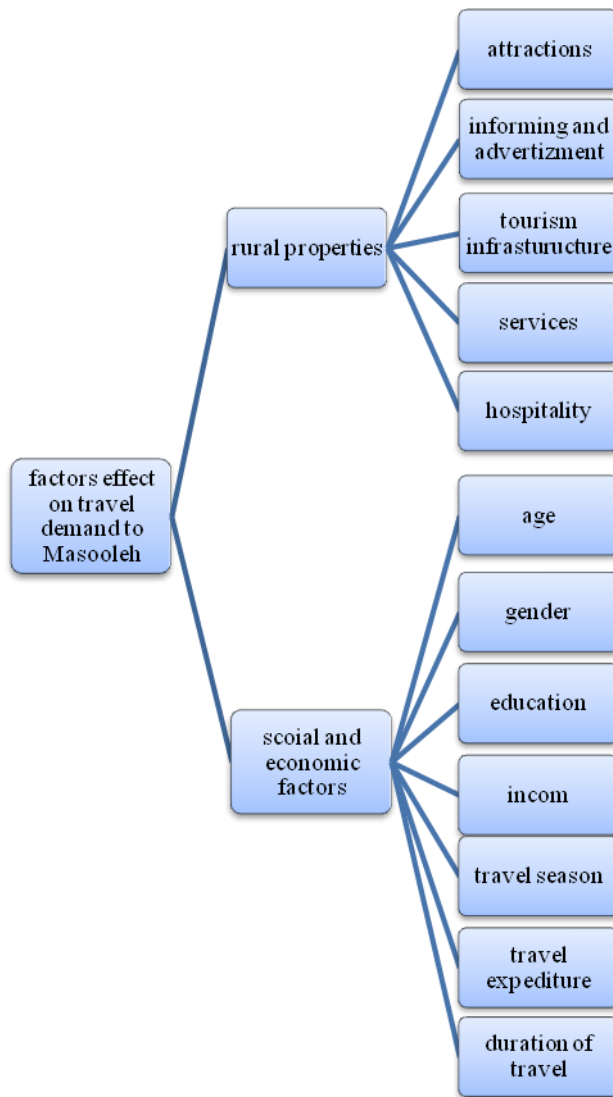 attractions
informing and
advertizment
rural properties
tourism
infrasturucture
services
hospitality
factors effect
on travel
demand to
Masooleh
age
gender
scoial and
economic
factors
education
incom
travel season
travel
expediture
duration of
travel